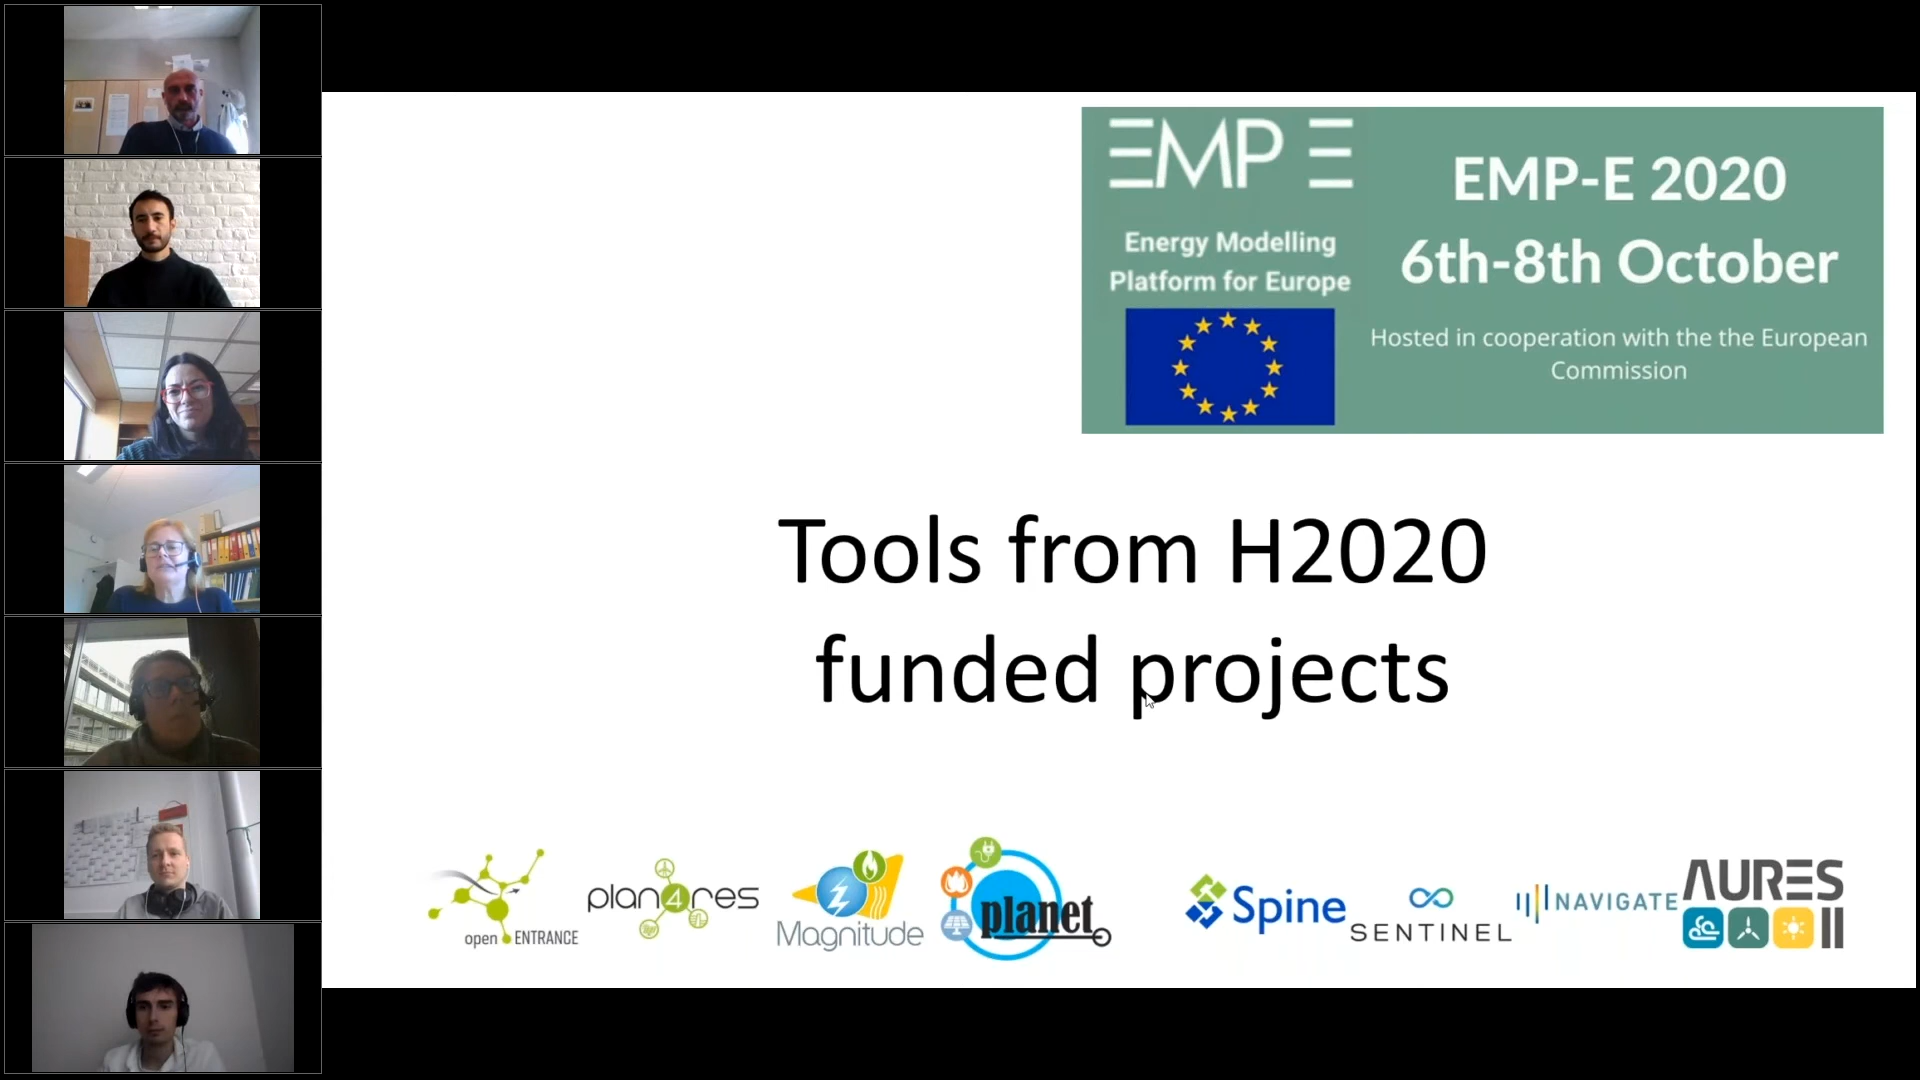 EMP E
Energy Modelling
Platform for Europe
EMP-E 2020
6th-8th October
Hosted in cooperation with the the European
Commission
Tools from H2020
funded projects
open ENTRANCE
plan4res
Magnitude
planet
Spine
SENTINEL
NAVIGATE
AURES
II